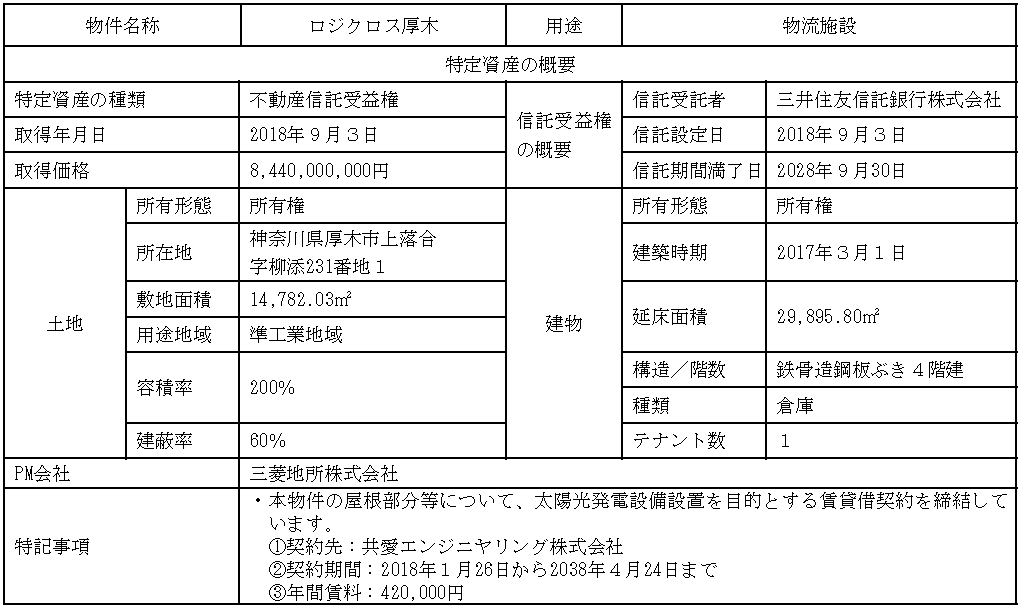 物件名称 ロジクロス厚木 用途 物流施設
特定資産の概要
特定資産の種類 不動産信託受益権 信託受益権の概要 信託受託者 三井住友信託銀行株式会社
取得年月日 2018年9月3日 信託設定日 2018年9月3日
取得価格 8,440,000,000円 信託期間満了日 2028年9月30日
土地 所有形態 所有権 建物 所有形態 所有権
所在地 神奈川県厚木市上落合
字柳添231番地1 建築時期 2017年3月1日
敷地面積 14,782.03㎡ 延床面積 29,895.80㎡
用途地域 準工業地域
容積率 200% 構造/階数 鉄骨造鋼板ぶき4階建
種類 倉庫
建蔽率 60% テナント数 1
PM会社 三菱地所株式会社
特記事項 ・本物件の屋根部分等について、太陽光発電設備設置を目的とする賃貸借契約を締結して
います。
①契約先：共愛エンジニヤリング株式会社
②契約期間：2018年1月26日から2038年4月24日まで
③年間賃料：420,000円